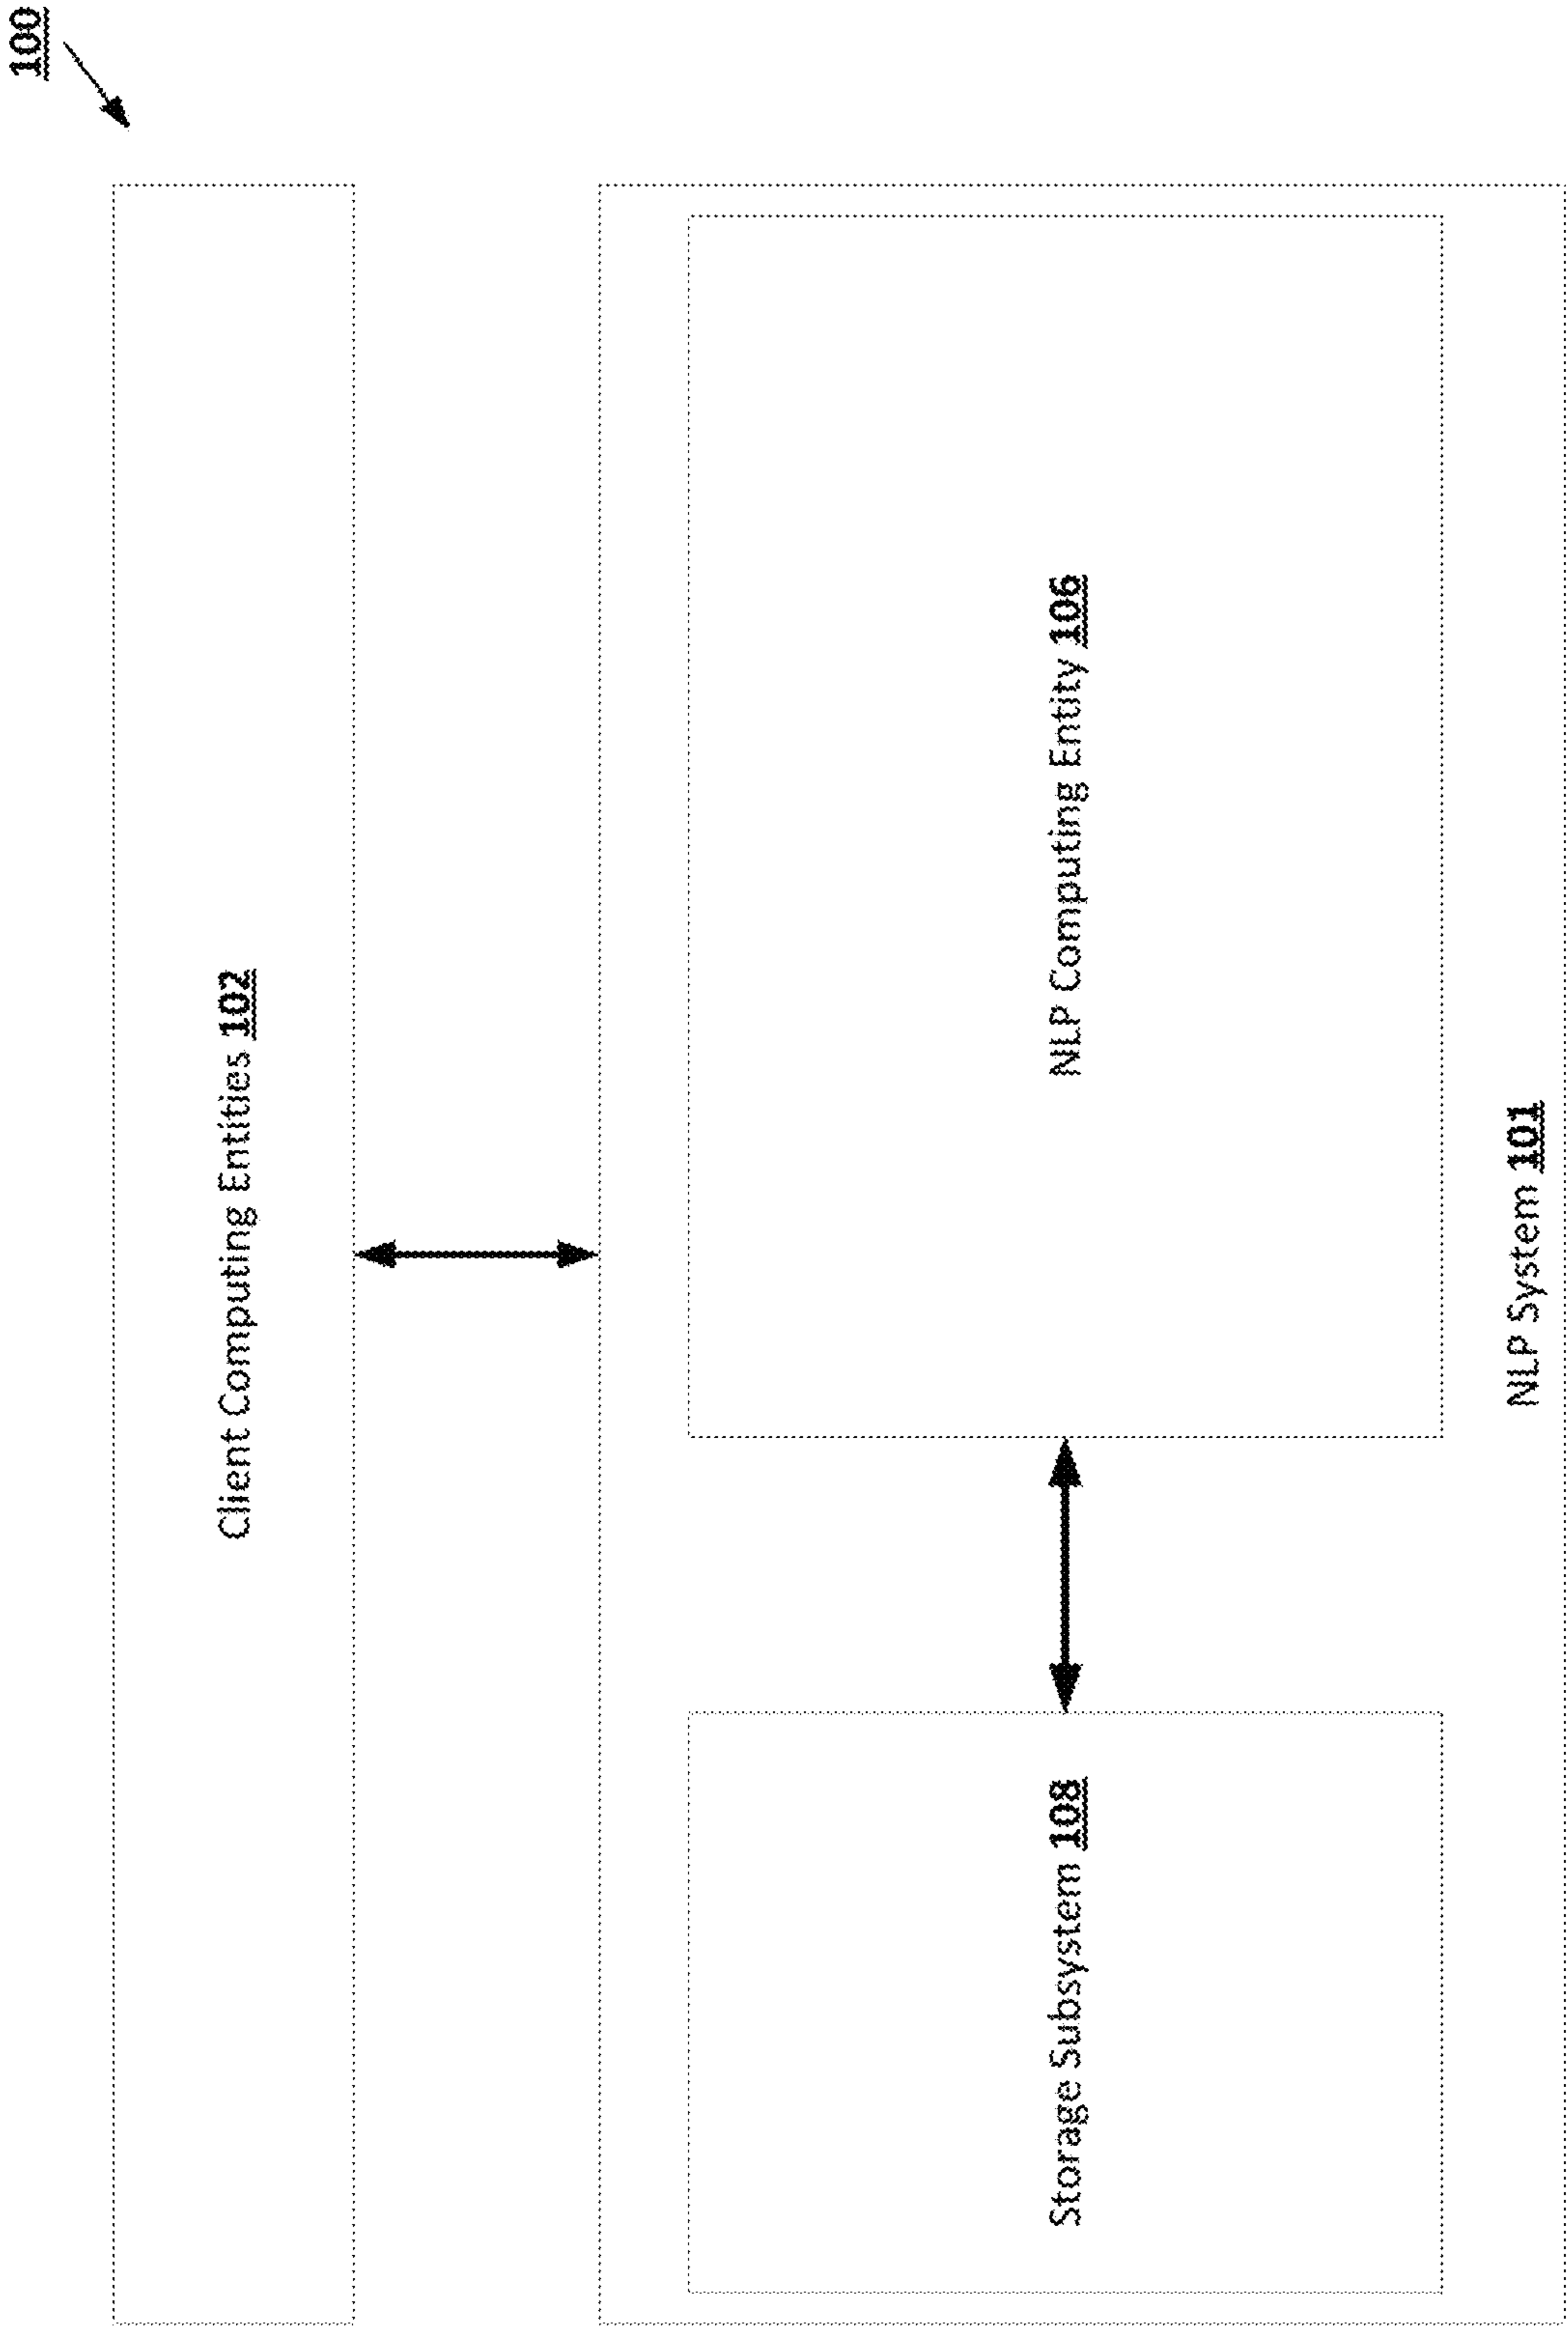 100
Client Computing Entities 102
Storage Subsystem 108
NLP Computing Entity 106
NLP System 101